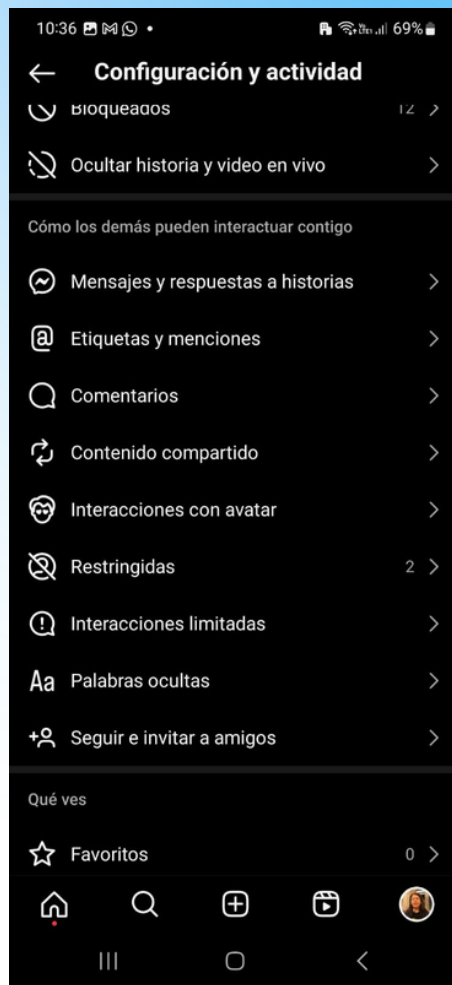 10:36
69%
Configuración y actividad
Bloqueados 12
Ocultar historia y video en vivo
Cómo los demás pueden interactuar contigo
Mensajes y respuestas a historias
Etiquetas y menciones
Comentarios
Contenido compartido
Interacciones con avatar
Restringidas 2
Interacciones limitadas
Aa Palabras ocultas
Seguir e invitar a amigos
Qué ves
Favoritos 0